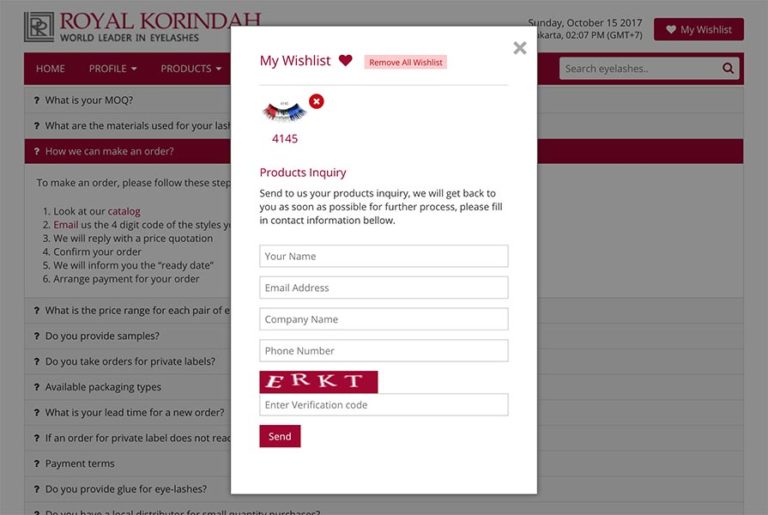 ROYAL KORINDAH
WORLD LEADER IN EYELASHES
Sunday, October 15 2017
akarta, 02:07 PM (GMT+7)
My Wishlist
HOME PROFILE PRODUCTS
Search eyelashes..
My Wishlist Remove All Wishlist
4145
Products Inquiry
Send to us your products inquiry, we will get back to
you as soon as possible for further process, please fill
in contact information bellow.
Your Name
Email Address
Company Name
Phone Number
ERKT
Enter Verification code
Send
? What is your MOQ?
? What are the materials used for your lash
? How we can make an order?
To make an order, please follow these step
1. Look at our catalog
2. Email us the 4 digit code of the styles yo
3. We will reply with a price quotation
4. Confirm your order
5. We will inform you the “ready date”
6. Arrange payment for your order
? What is the price range for each pair of e
? Do you provide samples?
? Do you take orders for private labels?
? Available packaging types
? What is your lead time for a new order?
? If an order for private label does not reac
? Payment terms
? Do you provide glue for eye-lashes?
? Do you have a local distributor for small quantity purchases?